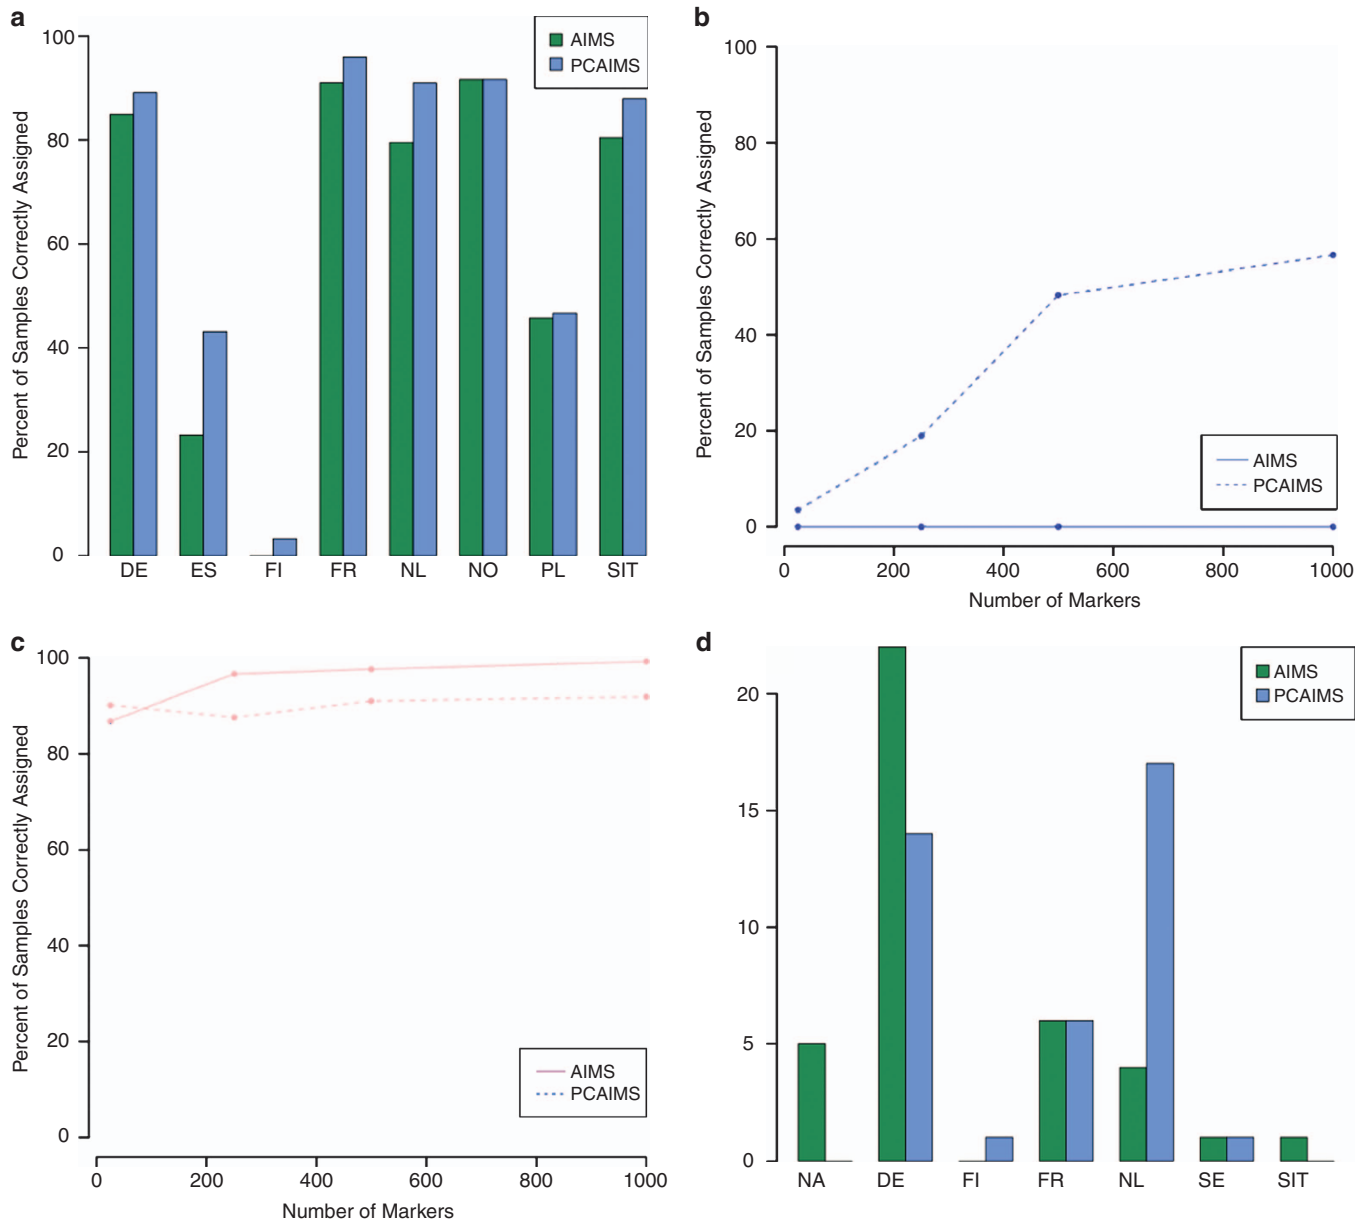 a
Percent of Samples Correctly Assigned
100
80
60
40
20
0
AIMS
PCAIMS
DE ES FI FR NL NO PL SIT
b
Percent of Samples Correctly Assigned
100
80
60
40
20
0
AIMS
PCAIMS
0 200 400 600 800 1000
Number of Markers
c
Percent of Samples Correctly Assigned
100
80
60
40
20
0
AIMS
PCAIMS
0 200 400 600 800 1000
Number of Markers
d
20
15
10
5
0
AIMS
PCAIMS
NA DE FI FR NL SE SIT